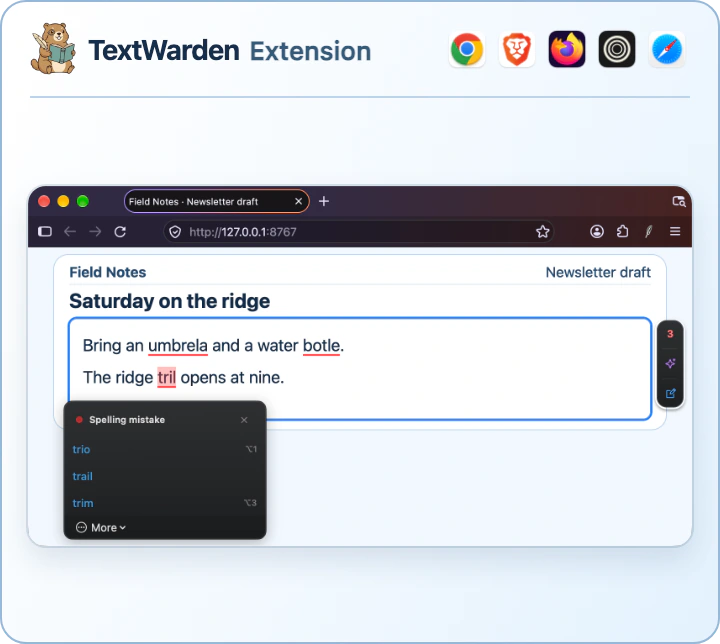 TextWarden Extension
Field Notes - Newsletter draft
http://127.0.0.1:8767
Field Notes
Newsletter draft
Saturday on the ridge
Bring an umbrela and a water botle.
3
The ridge tril opens at nine.
Spelling mistake
trio ⌥1
trail
trim ⌥3
More